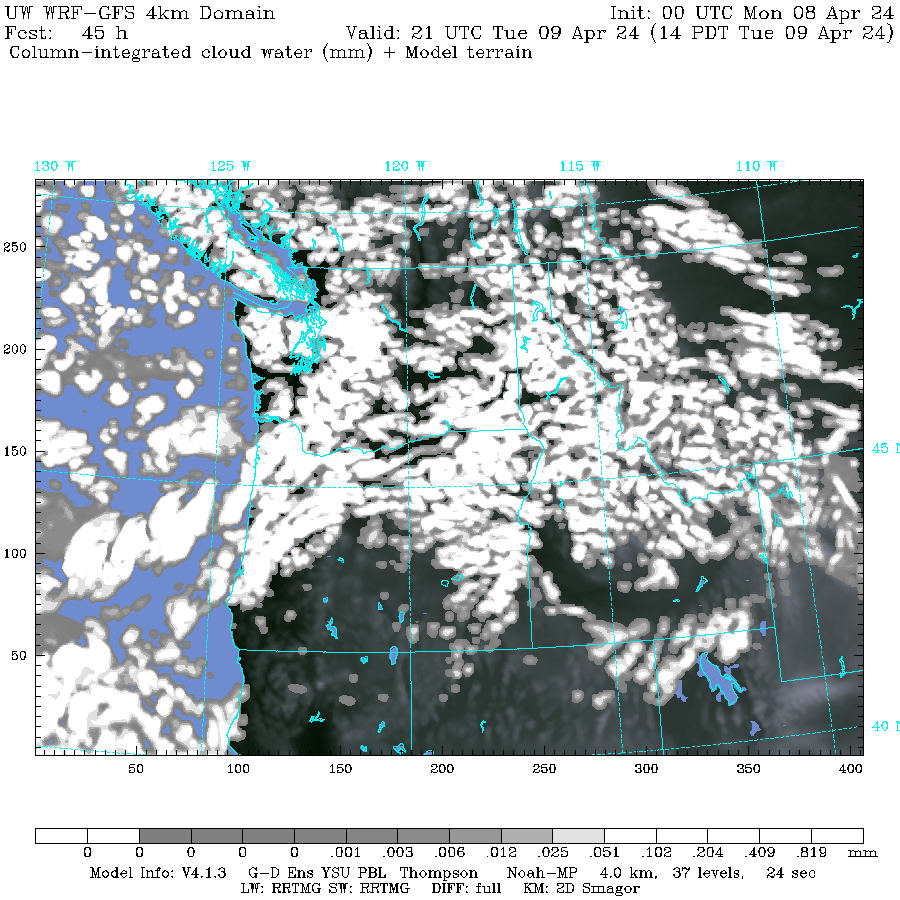 UW WRF-GFS 4km Domain Init: 00 UTC Mon 08 Apr 24
Fcst: 45 h Valid: 21 UTC Tue 09 Apr 24 (14 PDT Tue 09 Apr 24)
Column-integrated cloud water (mm) + Model terrain
130 W 125 W 120 W 115 W 110 W
250
200
150
45 N
100
50
40 N
50 100 150 200 250 300 350 400
0 0 0 0 0 .001 .003 .006 .012 .025 .051 .102 .204 .409 .819 mm
Model Info: V4.1.3 G-D Ens YSU PBL Thompson Noah-MP 4.0 km, 37 levels, 24 sec
LW: RRTMG SW: RRTMG DIFF: full KM: 2D Smagor